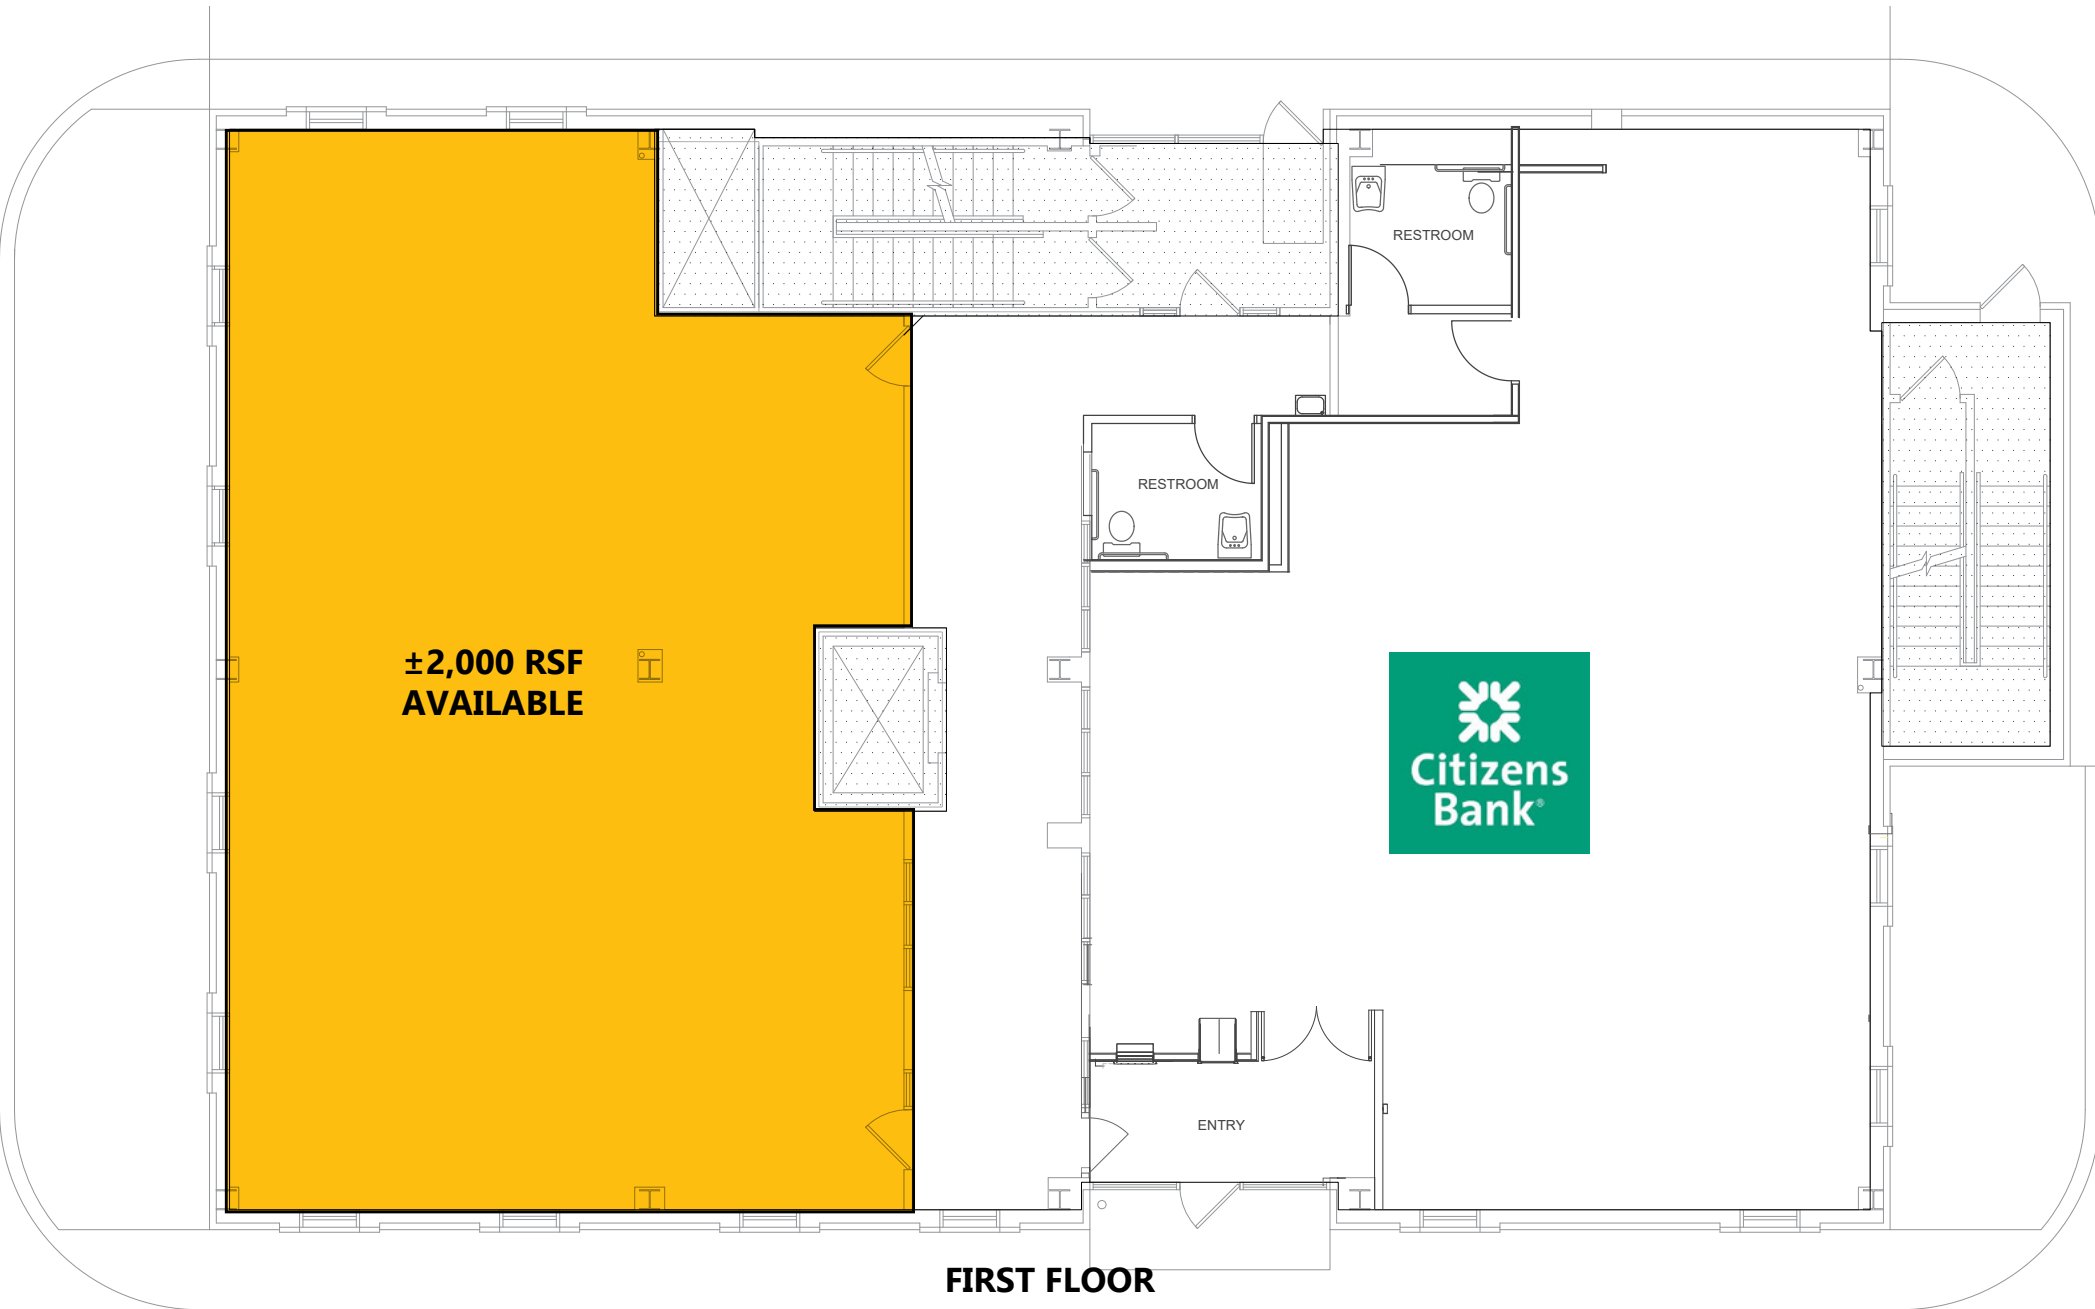 RESTROOM
RESTROOM
±2,000 RSF
AVAILABLE
Citizens
Bank®
ENTRY
FIRST FLOOR